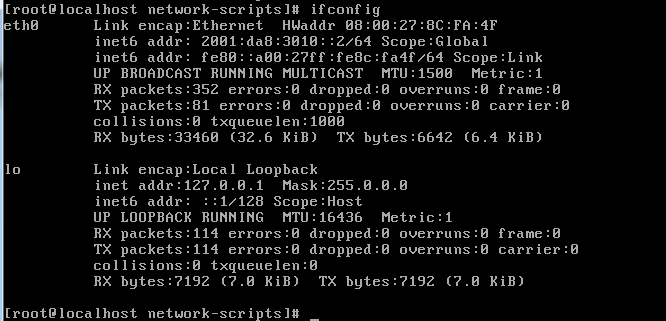 [root@localhost network-scripts]# ifconfig
eth0      Link encap:Ethernet  HWaddr 08:00:27:8C:FA:4F
          inet6 addr: 2001:da8:3010::2/64 Scope:Global
          inet6 addr: fe80::a00:27ff:fe8c:fa4f/64 Scope:Link
          UP BROADCAST RUNNING MULTICAST  MTU:1500  Metric:1
          RX packets:352 errors:0 dropped:0 overruns:0 frame:0
          TX packets:81 errors:0 dropped:0 overruns:0 carrier:0
          collisions:0 txqueuelen:1000
          RX bytes:33460 (32.6 KiB)  TX bytes:6642 (6.4 KiB)

lo        Link encap:Local Loopback
          inet addr:127.0.0.1  Mask:255.0.0.0
          inet6 addr: ::1/128 Scope:Host
          UP LOOPBACK RUNNING  MTU:16436  Metric:1
          RX packets:114 errors:0 dropped:0 overruns:0 frame:0
          TX packets:114 errors:0 dropped:0 overruns:0 carrier:0
          collisions:0 txqueuelen:0
          RX bytes:7192 (7.0 KiB)  TX bytes:7192 (7.0 KiB)

[root@localhost network-scripts]# _